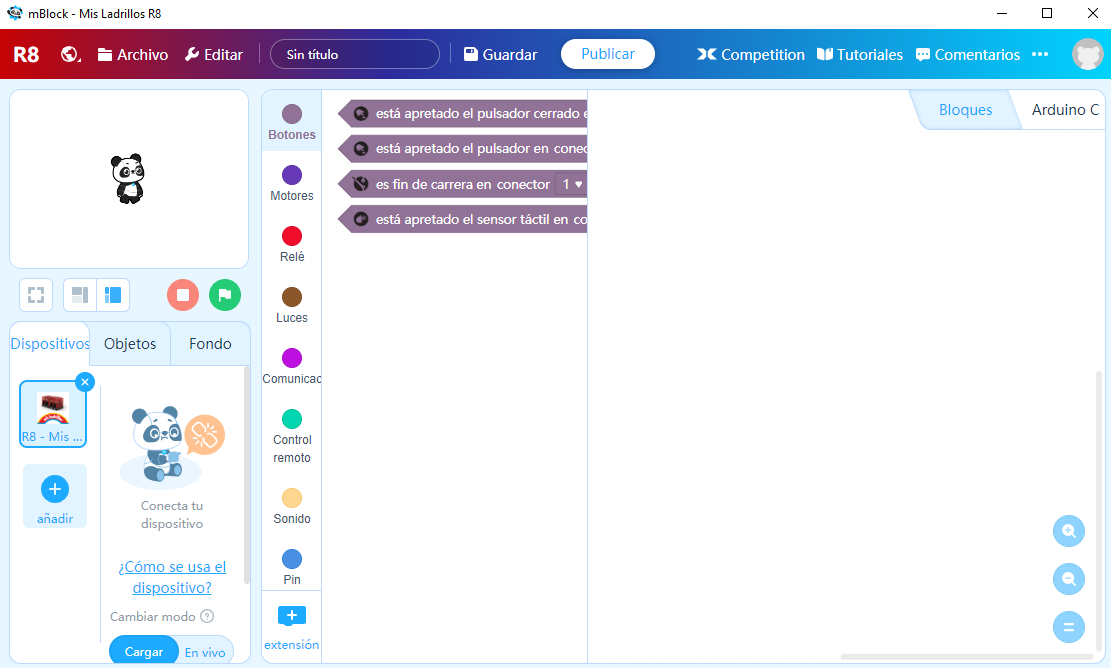 mBlock - Mis Ladrillos R8
R8 Archivo Editar Sin título Guardar Publicar Competition Tutoriales Comentarios
Botones
Motores
Relé
Luces
Comunicac
Control
remoto
Sonido
Pin
extensión
está apretado el pulsador cerrado e
está apretado el pulsador en conec
es fin de carrera en conector 1
está apretado el sensor táctil en co
Bloques Arduino C
Dispositivos Objetos Fondo
R8 - Mis ...
añadir
Conecta tu
dispositivo
¿Cómo se usa el
dispositivo?
Cambiar modo ?
Cargar En vivo